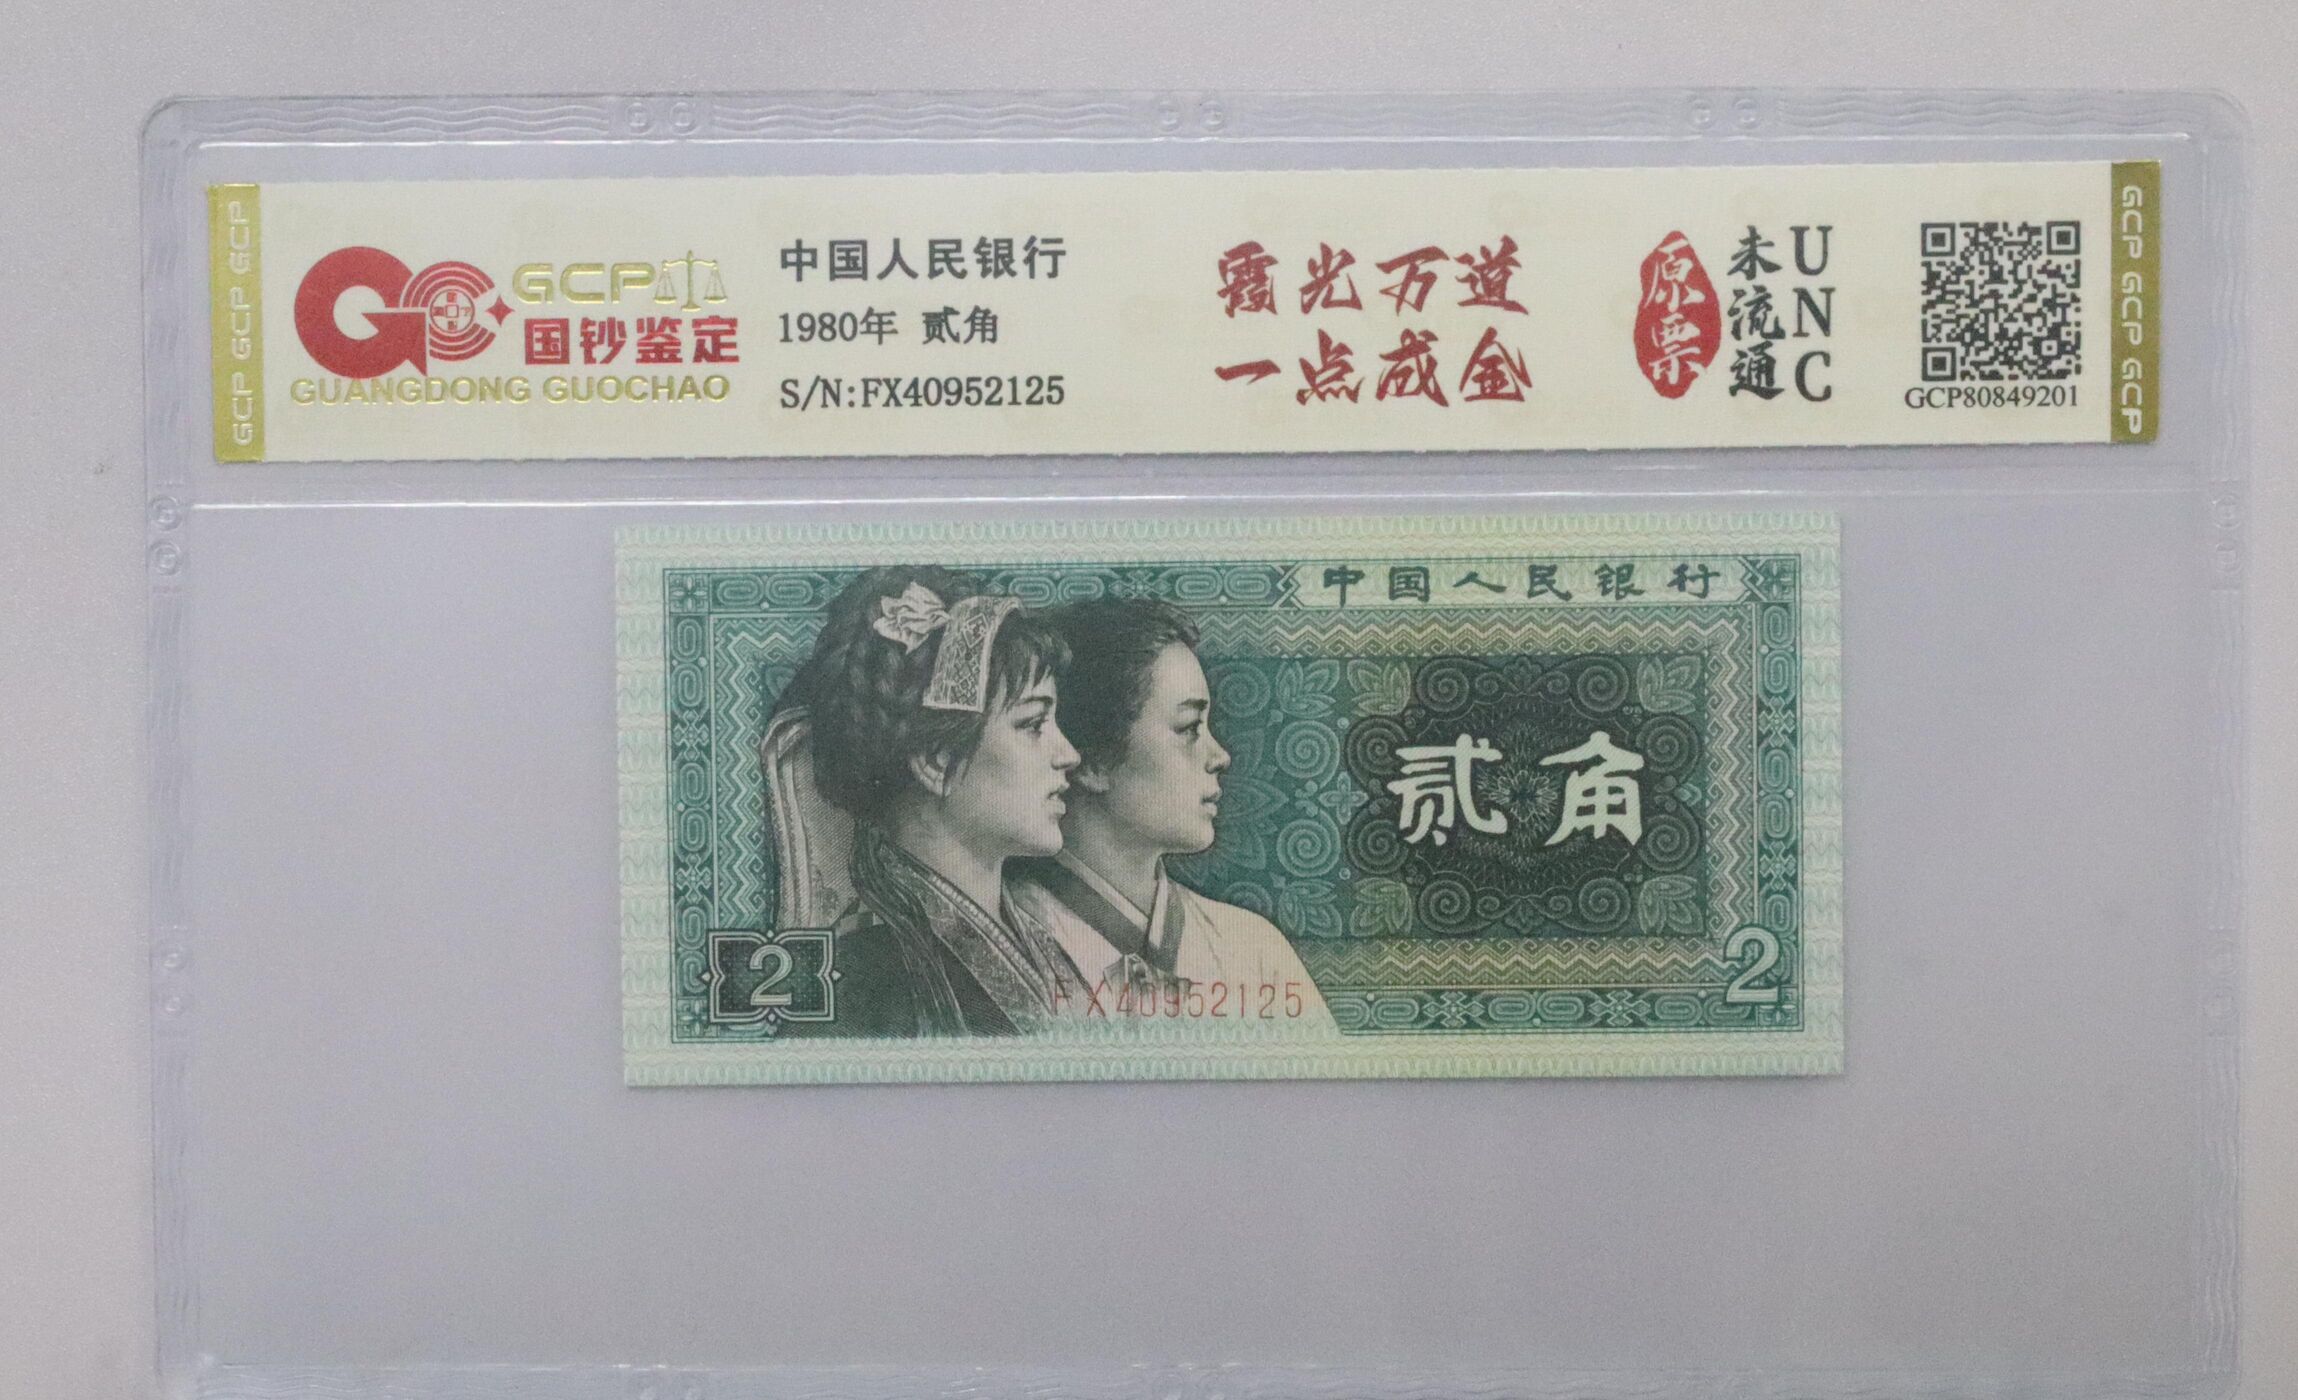 GCP GCP GCP
GCP
国钞鉴定
GUANGDONG GUOCHAO
中国人民银行
1980年 贰角
S/N:FX40952125
霞光万道
一点成金
原票
未流通
UNC
GCP80849201
GCP GCP GCP
中国人民银行
贰角
2
2
FX40952125